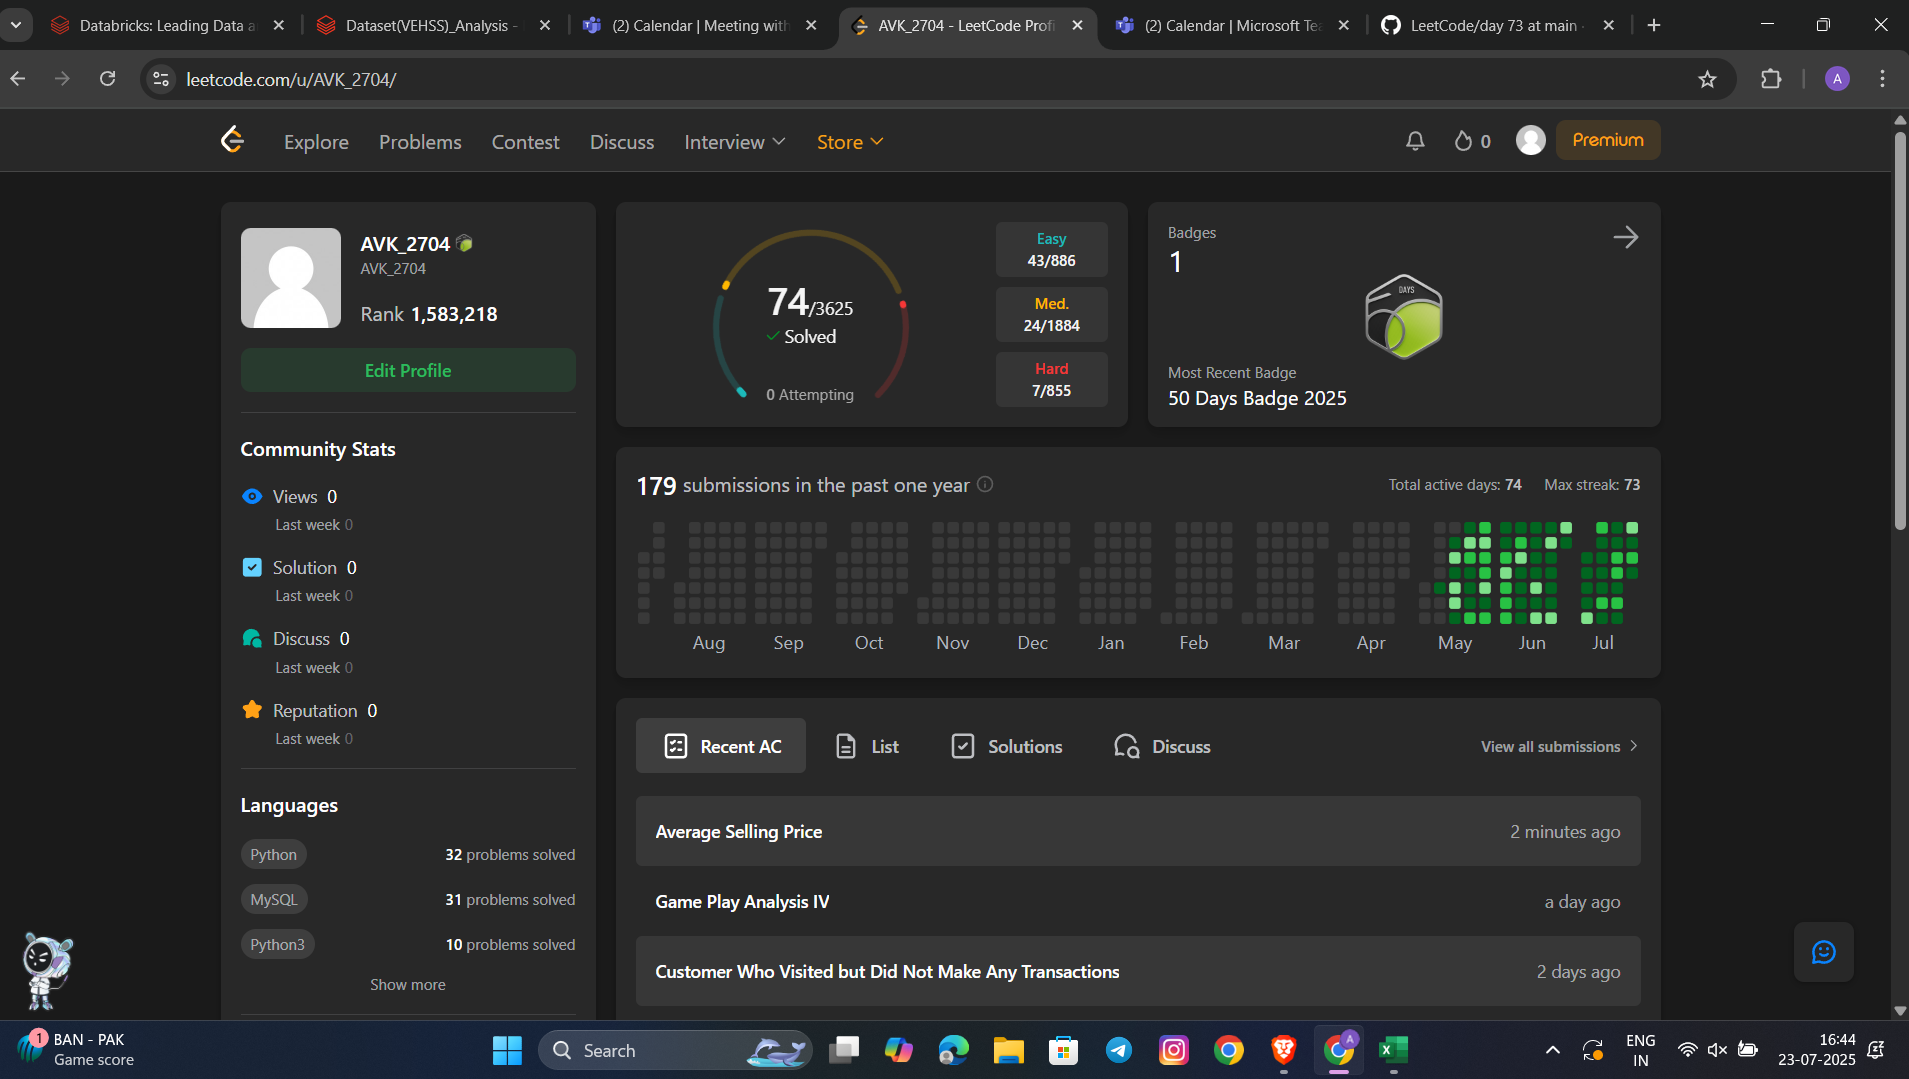 Databricks: Leading Data a
Dataset(VEHSS)_Analysis -
(2) Calendar | Meeting with
AVK_2704 - LeetCode Profi
(2) Calendar | Microsoft Tea
LeetCode/day 73 at main ·
leetcode.com/u/AVK_2704/
A
Explore
Problems
Contest
Discuss
Interview
Store
0
Premium
AVK_2704
AVK_2704
Rank 1,583,218
Edit Profile
Community Stats
Views 0
Last week 0
Solution 0
Last week 0
Discuss 0
Last week 0
Reputation 0
Last week 0
Languages
Python
32 problems solved
MySQL
31 problems solved
Python3
10 problems solved
Show more
74/3625
Solved
0 Attempting
Easy
43/886
Med.
24/1884
Hard
7/855
Badges
1
DAYS
Most Recent Badge
50 Days Badge 2025
179 submissions in the past one year
Total active days: 74
Max streak: 73
Aug Sep Oct Nov Dec Jan Feb Mar Apr May Jun Jul
Recent AC
List
Solutions
Discuss
View all submissions
Average Selling Price
2 minutes ago
Game Play Analysis IV
a day ago
Customer Who Visited but Did Not Make Any Transactions
2 days ago
1
BAN - PAK
Game score
Search
A
ENG
IN
16:44
23-07-2025